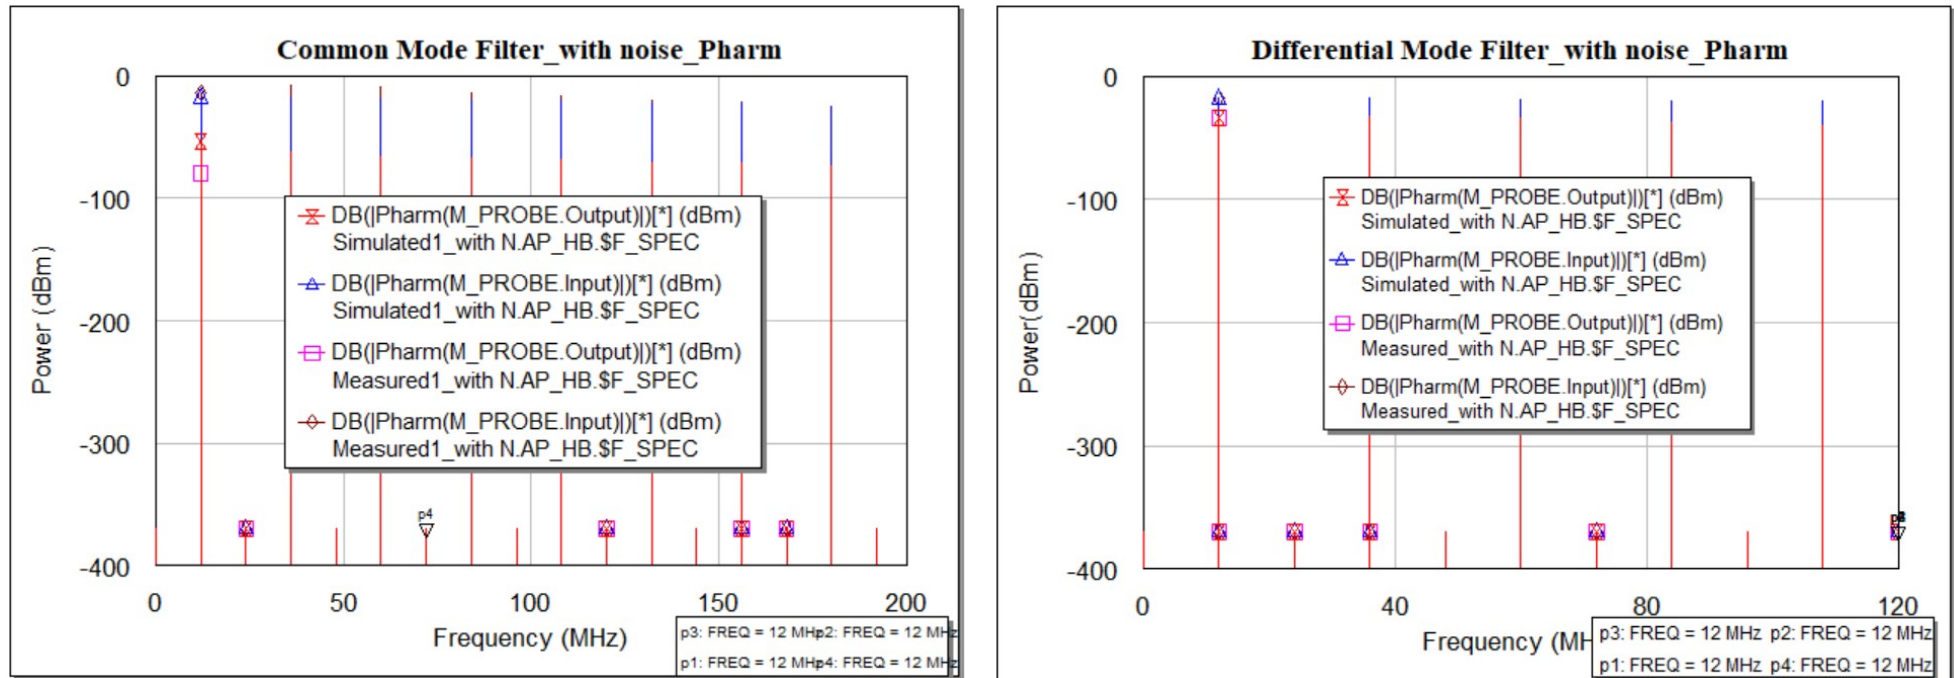 Common Mode Filter_with noise_Pharm
0
-100
-200
-300
-400
Power (dBm)
DB(|Pharm(M_PROBE.Output)|)[*] (dBm)
Simulated1_with N.AP_HB.$F_SPEC
DB(|Pharm(M_PROBE.Input)|)[*] (dBm)
Simulated1_with N.AP_HB.$F_SPEC
DB(|Pharm(M_PROBE.Output)|)[*] (dBm)
Measured1_with N.AP_HB.$F_SPEC
DB(|Pharm(M_PROBE.Input)|)[*] (dBm)
Measured1_with N.AP_HB.$F_SPEC
p4
0 50 100 150 200
Frequency (MHz)
p3: FREQ = 12 MHz p2: FREQ = 12 MHz
p1: FREQ = 12 MHz p4: FREQ = 12 MHz
Differential Mode Filter_with noise_Pharm
0
-100
-200
-300
-400
Power(dBm)
DB(|Pharm(M_PROBE.Output)|)[*] (dBm)
Simulated_with N.AP_HB.$F_SPEC
DB(|Pharm(M_PROBE.Input)|)[*] (dBm)
Simulated_with N.AP_HB.$F_SPEC
DB(|Pharm(M_PROBE.Output)|)[*] (dBm)
Measured_with N.AP_HB.$F_SPEC
DB(|Pharm(M_PROBE.Input)|)[*] (dBm)
Measured_with N.AP_HB.$F_SPEC
0 40 80 120
Frequency (MH
p3: FREQ = 12 MHz p2: FREQ = 12 MHz
p1: FREQ = 12 MHz p4: FREQ = 12 MHz